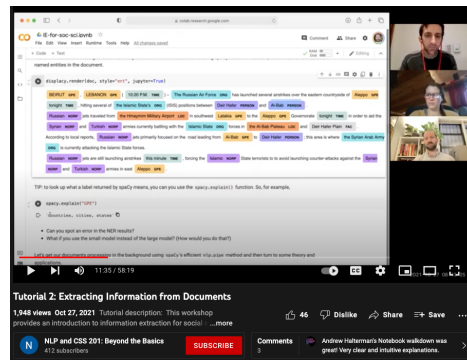 colab.research.google.com
IE-for-soc-sci.ipynb
Comment Share
File Edit View Insert Runtime Tools Help All changes saved
+ Code + Text
Editing
named entities in the document.
displacy.render(doc, style="ent", jupyter=True)
BEIRUT GPE , LEBANON GPE ( 10:00 P.M. TIME ) - The Russian Air Force ORG has launched several airstrikes over the eastern countryside of Aleppo GPE
tonight TIME , hitting several of the Islamic State's ORG (ISIS) positions between Deir Hafer PERSON and Al-Bab PERSON .
Russian NORP jets traveled from the Hmaymim Military Airport LOC in southwest Latakia GPE to the Aleppo GPE Governorate tonight TIME in order to aid the
Syrian NORP and Turkish NORP armies currently battling with the Islamic State ORG forces in the Al-Bab Plateau LOC and Deir Hafer Plain FAC
According to local reports, Russian NORP jets primarily focused on the road leading from Al-Bab GPE to Deir Hafer PERSON ; this area is where the Syrian Arab Army
ORG is currently attacking the Islamic State forces.
Russian NORP jets are still launching airstrikes this minute TIME , forcing the Islamic NORP State terrorists to to avoid launching counter-attacks against the Syrian
NORP and Turkish NORP armies in east Aleppo GPE .
TIP: to look up what a label returned by spaCy means, you can use the spacy.explain() function. So, for example,
spacy.explain("GPE")
Countries, cities, states
• Can you spot an error in the NER results?
• What if you use the small model instead of the large model? (How would you do that?)
Let's get our documents processed in the background using spaCy's efficient nlp.pipe method and then turn to some theory and
applications
11:35 / 58:19
CC
Tutorial 2: Extracting Information from Documents
1,948 views Oct 27, 2021 Tutorial description: This workshop
provides an introduction to information extraction for social ...more
46 Dislike Share Save
N
NLP and CSS 201: Beyond the Basics
412 subscribers
SUBSCRIBE
Comments
3
Andrew Halterman's Notebook walkdown was
great! Very clear and intuitive explanations.